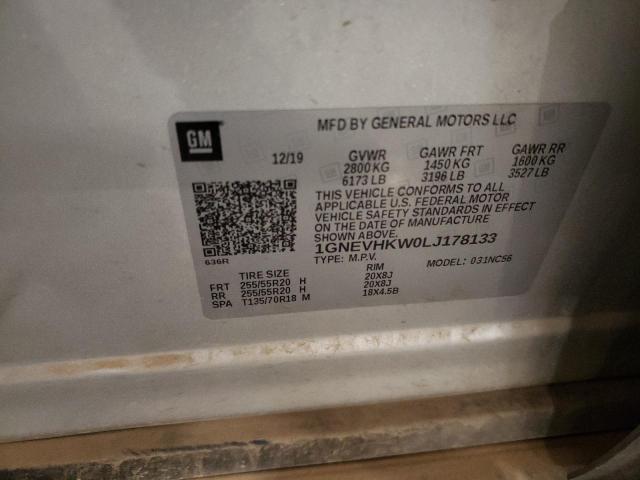 GM
MFD BY GENERAL MOTORS LLC
12/19 GVWR GAWR FRT GAWR RR
2800 KG 1450 KG 1600 KG
6173 LB 3196 LB 3527 LB
THIS VEHICLE CONFORMS TO ALL
APPLICABLE U.S. FEDERAL MOTOR
VEHICLE SAFETY STANDARDS IN EFFECT
ON THE DATE OF MANUFACTURE
SHOWN ABOVE.
1GNEVHKW0LJ178133
636R
TYPE: M.P.V. MODEL: 031NC56
TIRE SIZE RIM
FRT 255/55R20 H 20X8J
RR 255/55R20 H 20X8J
SPA T135/70R18 M 18X4.5B